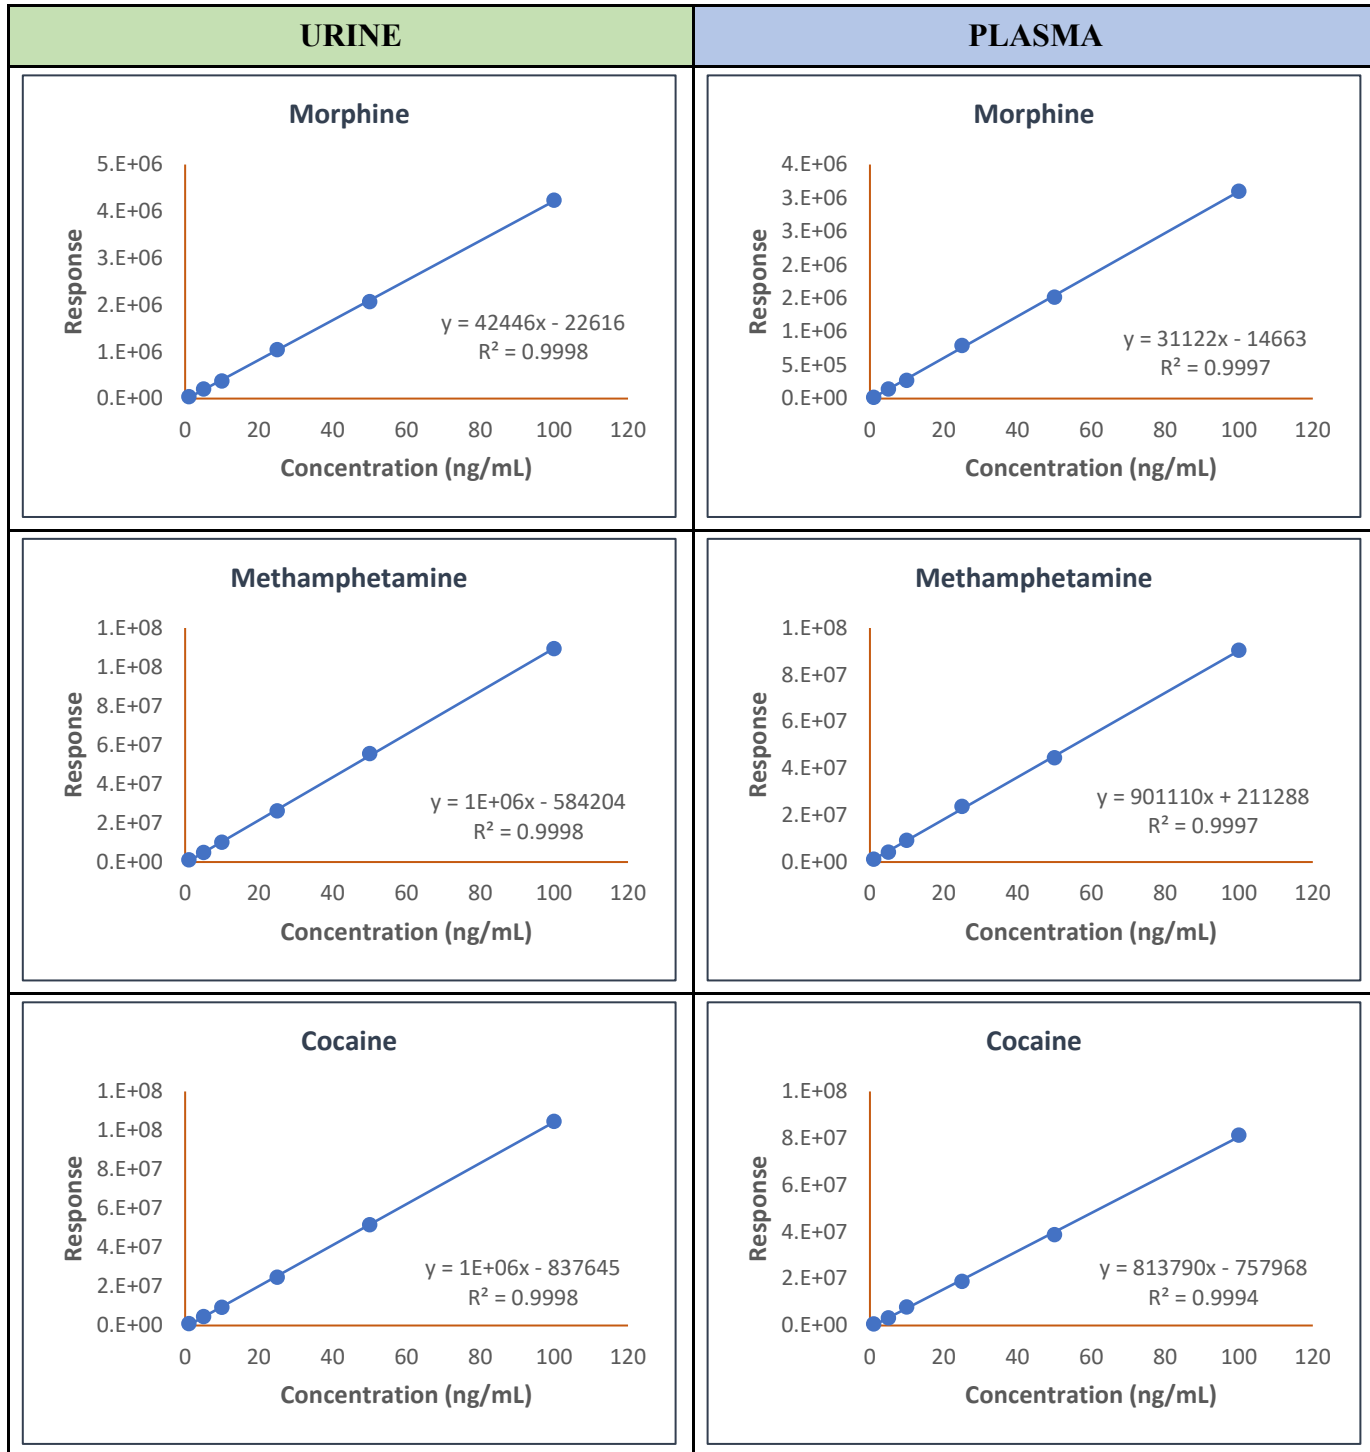 URINE
PLASMA
Morphine
5.E+06
4.E+06
3.E+06
2.E+06
1.E+06
0.E+00
Response
y = 42446x - 22616
R² = 0.9998
0 20 40 60 80 100 120
Concentration (ng/mL)
Morphine
4.E+06
3.E+06
3.E+06
2.E+06
2.E+06
1.E+06
5.E+05
0.E+00
Response
y = 31122x - 14663
R² = 0.9997
0 20 40 60 80 100 120
Concentration (ng/mL)
Methamphetamine
1.E+08
1.E+08
8.E+07
6.E+07
4.E+07
2.E+07
0.E+00
Response
y = 1E+06x - 584204
R² = 0.9998
0 20 40 60 80 100 120
Concentration (ng/mL)
Methamphetamine
1.E+08
8.E+07
6.E+07
4.E+07
2.E+07
0.E+00
Response
y = 901110x + 211288
R² = 0.9997
0 20 40 60 80 100 120
Concentration (ng/mL)
Cocaine
1.E+08
1.E+08
8.E+07
6.E+07
4.E+07
2.E+07
0.E+00
Response
y = 1E+06x - 837645
R² = 0.9998
0 20 40 60 80 100 120
Concentration (ng/mL)
Cocaine
1.E+08
8.E+07
6.E+07
4.E+07
2.E+07
0.E+00
Response
y = 813790x - 757968
R² = 0.9994
0 20 40 60 80 100 120
Concentration (ng/mL)